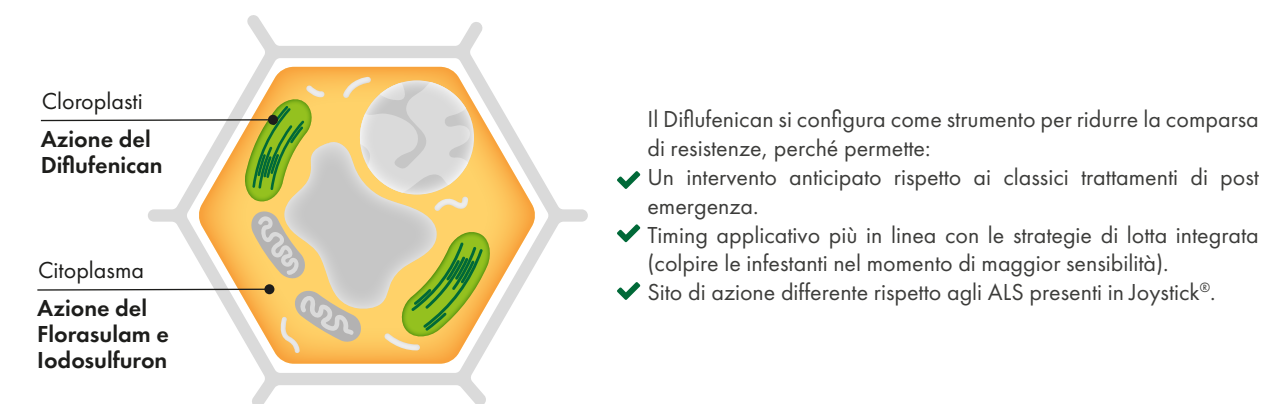 Cloroplasti
Azione del
Diflufenican
Citoplasma
Azione del
Florasulam e
Iodosulfuron
Il Diflufenican si configura come strumento per ridurre la comparsa
di resistenze, perché permette:
Un intervento anticipato rispetto ai classici trattamenti di post
emergenza.
Timing applicativo più in linea con le strategie di lotta integrata
(colpire le infestanti nel momento di maggior sensibilità).
Sito di azione differente rispetto agli ALS presenti in Joystick®.